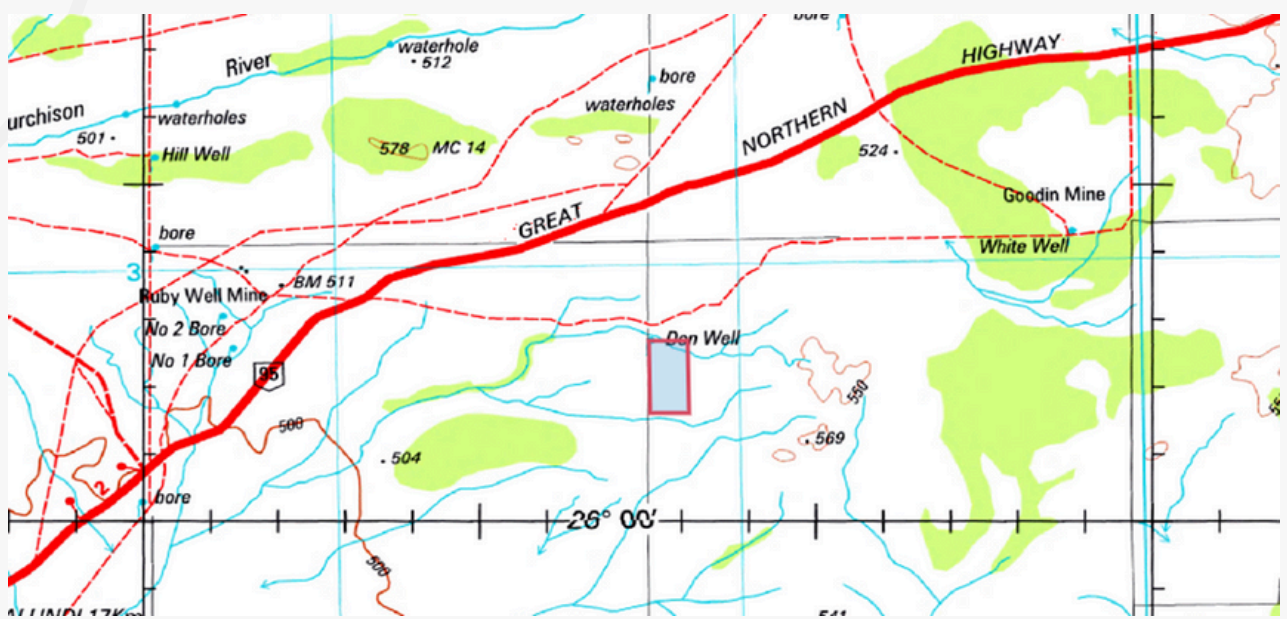 bore
waterhole
512
River
HIGHWAY
bore
waterholes
urchison
waterholes
NORTHERN
501
578 MC 14
524
Hill Well
Goodin Mine
GREAT
bore
White Well
3
BM 511
Ruby Well Mine
No 2 Bore
Don Well
No 1 Bore
95
550
500
569
504
2
bore
26° 00'
500
541